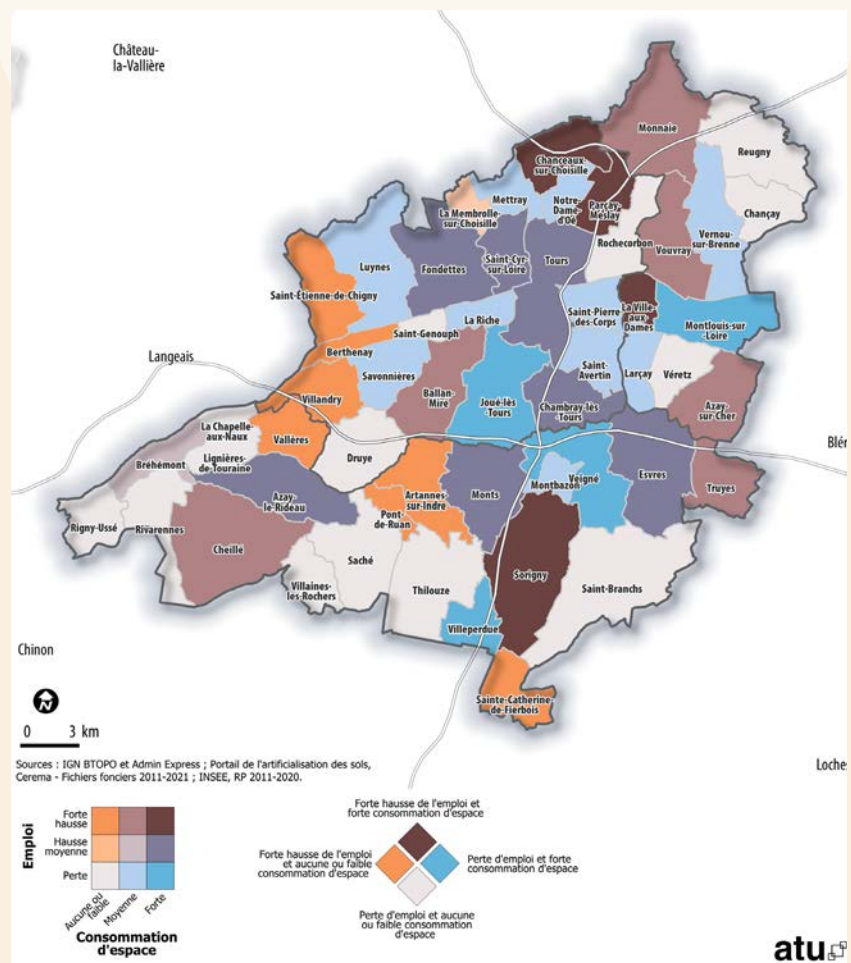 Château-
la-Vallière
Monnaie
Reugny
Chanceaux-
sur-Choisille
Mettray
Notre-
Dame-
d'Oé
Parçay-
Meslay
Chançay
La Membrolle-
sur-Choisille
Rochecorbon
Vouvray
Vernou-
sur-Brenne
Luynes
Fondettes
Saint-Cyr-
sur-Loire
Tours
Saint-Étienne-de-Chigny
La Riche
Saint-Pierre
des-Corps
La Ville
-aux-
Dames
Montlouis-sur
-Loire
Saint-Genouph
Berthenay
Langeais
Savonnières
Ballan-
Miré
Joué-lès
-Tours
Saint-
Avertin
Larçay
Véretz
Villandry
Chambray-lès
-Tours
Azay-
sur-Cher
La Chapelle-
aux-Naux
Vallères
Druye
Blér
Bréhémont
Lignières-
de-Touraine
Azay-
le-Rideau
Artannes-
sur-Indre
Monts
Montbazon
Veigné
Esvres
Truyes
Pont-
de-Ruan
Rigny-Ussé
Rivarennes
Cheillé
Saché
Sorigny
Villaines-
les-Rochers
Thilouze
Saint-Branchs
Villeperdue
Chinon
Sainte-Catherine-
de-Fierbois
N
0 3 km
Loche
Sources : IGN BTOPO et Admin Express ; Portail de l'artificialisation des sols,
Cerema - Fichiers fonciers 2011-2021 ; INSEE, RP 2011-2020.
Emploi
Forte
hausse
Hausse
moyenne
Perte
Aucune ou
faible
Moyenne
Forte
Consommation
d'espace
Forte hausse de l'emploi et
forte consommation d'espace
Forte hausse de l'emploi
et aucune ou faible
consommation d'espace
Perte d'emploi et forte
consommation d'espace
Perte d'emploi et aucune
ou faible consommation
d'espace
atu